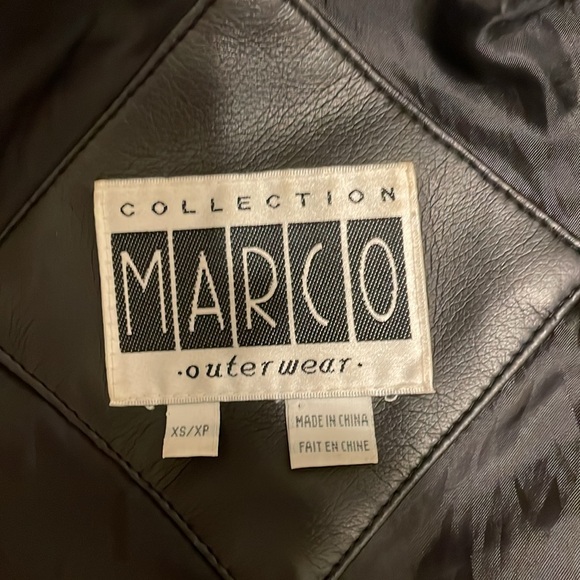 COLLECTION
MARCO
·outerwear·
XS/XP
MADE IN CHINA
FAIT EN CHINE